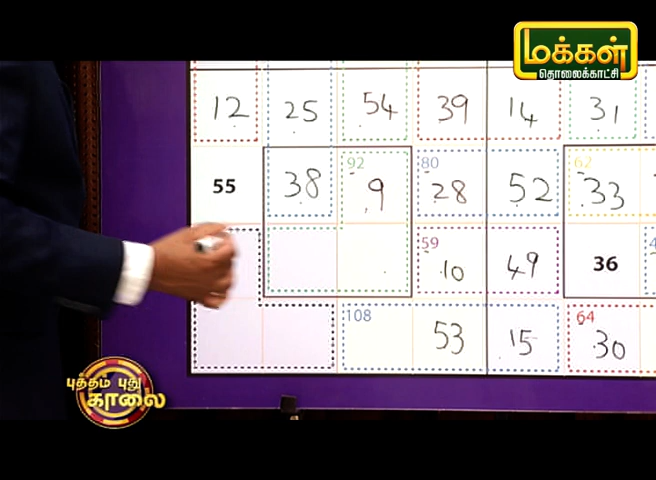 மக்கள்
தொலைக்காட்சி
12 25 54 39 14 31
55 38 92 9 80 28 52 62 33
59 10 49 36 4
108 53 15 64 30
புத்தம் புது
காலை